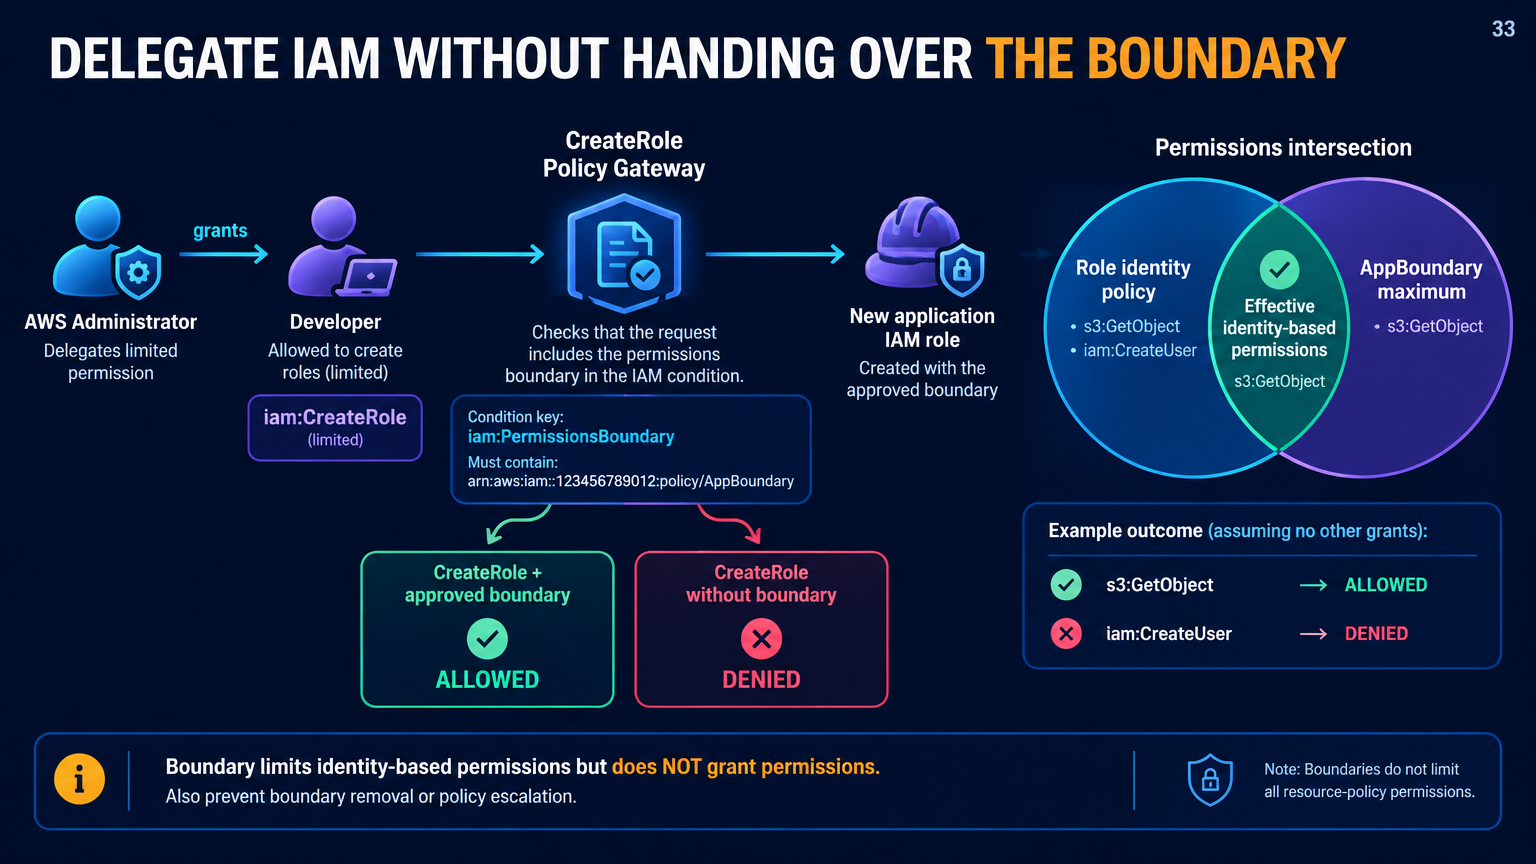 33
DELEGATE IAM WITHOUT HANDING OVER THE BOUNDARY
grants
AWS Administrator
Delegates limited
permission
Developer
Allowed to create
roles (limited)
iam:CreateRole
(limited)
CreateRole
Policy Gateway
Checks that the request
includes the permissions
boundary in the IAM condition.
Condition key:
iam:PermissionsBoundary
Must contain:
arn:aws:iam::123456789012:policy/AppBoundary
CreateRole +
approved boundary
ALLOWED
CreateRole
without boundary
DENIED
New application
IAM role
Created with the
approved boundary
Permissions intersection
Role identity
policy
• s3:GetObject
• iam:CreateUser
Effective
identity-based
permissions
s3:GetObject
AppBoundary
maximum
• s3:GetObject
Example outcome (assuming no other grants):
s3:GetObject → ALLOWED
iam:CreateUser → DENIED
Boundary limits identity-based permissions but does NOT grant permissions.
Also prevent boundary removal or policy escalation.
Note: Boundaries do not limit
all resource-policy permissions.